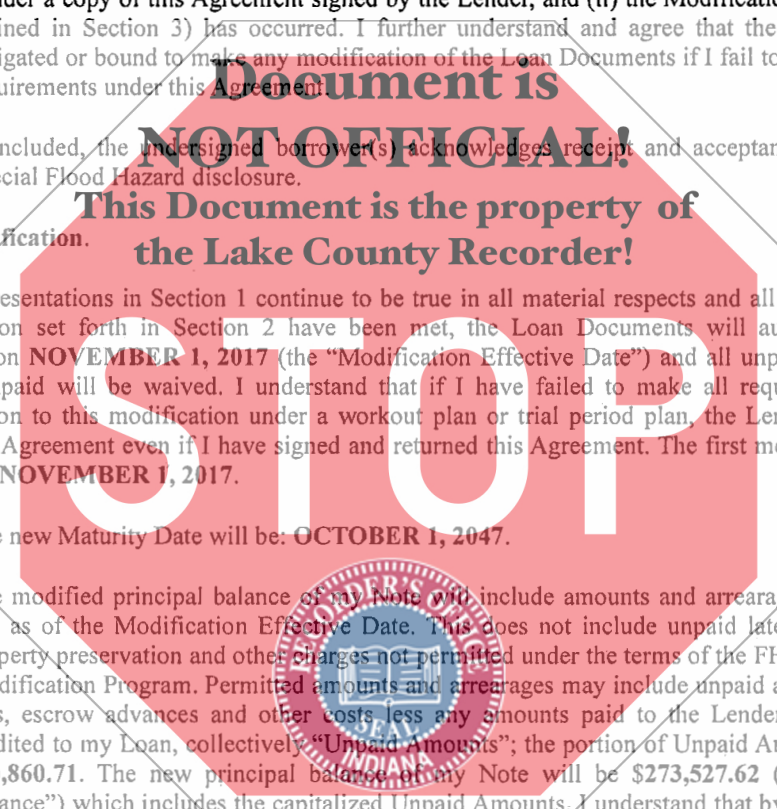 der a copy of this Agreement signed by the Lender, and (ii) the Modificatio
ined in Section 3) has occurred. I further understand and agree that the
igated or bound to make any modification of the Loan Documents if I fail to
uirements under this Agreement.
Document is
NOT OFFICIAL!
ncluded, the undersigned borrower(s) acknowledges receipt and acceptan
cial Flood Hazard disclosure.
This Document is the property of
the Lake County Recorder!
fication.
esentations in Section 1 continue to be true in all material respects and all
on set forth in Section 2 have been met, the Loan Documents will au
on NOVEMBER 1, 2017 (the “Modification Effective Date”) and all unp
paid will be waived. I understand that if I have failed to make all requ
on to this modification under a workout plan or trial period plan, the Len
Agreement even if I have signed and returned this Agreement. The first mo
NOVEMBER 1, 2017.
STOP
e new Maturity Date will be: OCTOBER 1, 2047.
e modified principal balance of my Note will include amounts and arreara
as of the Modification Effective Date. This does not include unpaid late
perty preservation and other charges not permitted under the terms of the FH
dification Program. Permitted amounts and arrearages may include unpaid a
s, escrow advances and other costs, less any amounts paid to the Lender
dited to my Loan, collectively “Unpaid Amounts”; the portion of Unpaid Am
,860.71. The new principal balance of my Note will be $273,527.62 (
ance”) which includes the capitalized Unpaid Amounts. I understand that by
SEAL
INDIANA